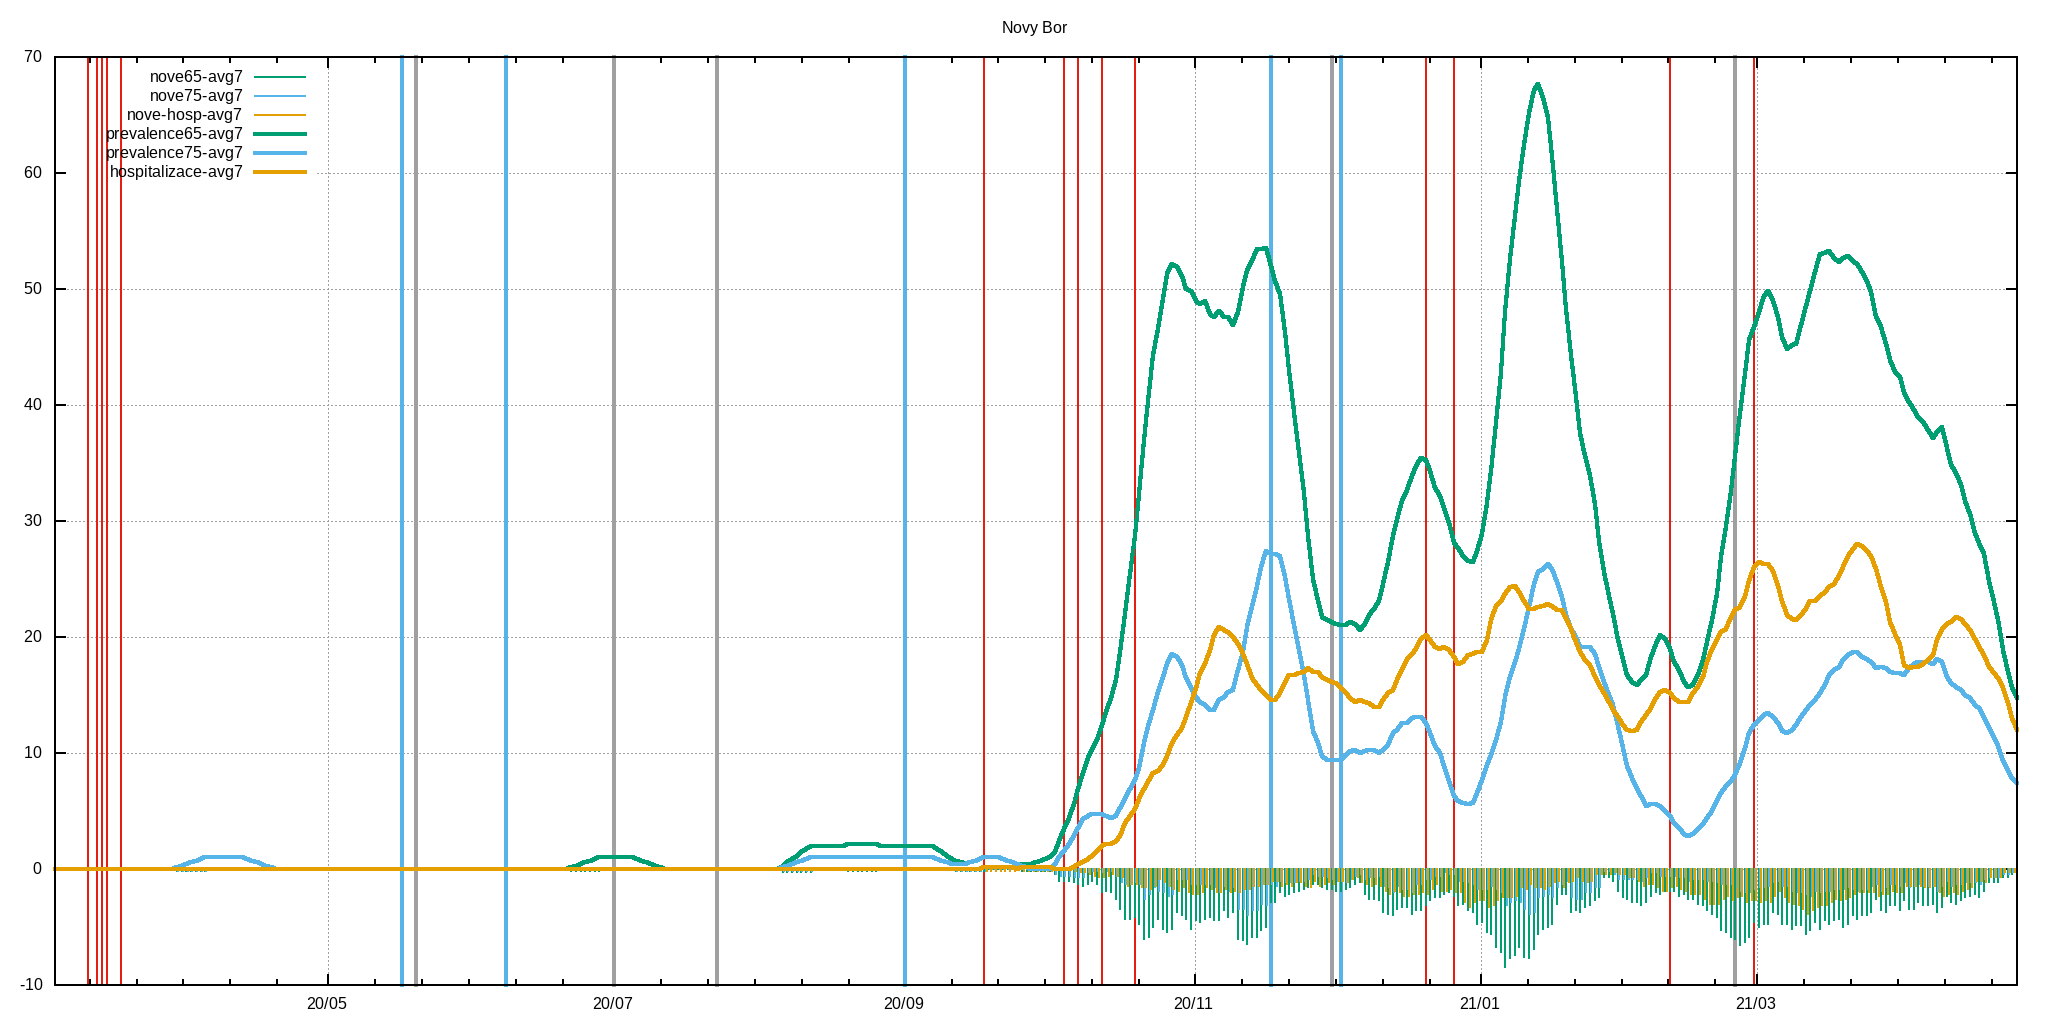 Novy Bor
70
60
50
40
30
20
10
0
-10
nove65-avg7
nove75-avg7
nove-hosp-avg7
prevalence65-avg7
prevalence75-avg7
hospitalizace-avg7
20/05 20/07 20/09 20/11 21/01 21/03